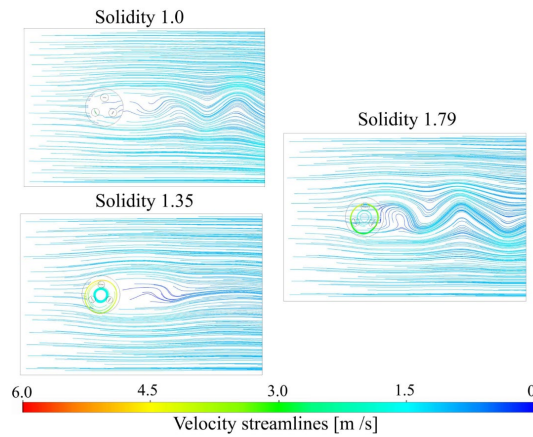 Solidity 1.0
Solidity 1.79
Solidity 1.35
6.0 4.5 3.0 1.5 0
Velocity streamlines [m /s]